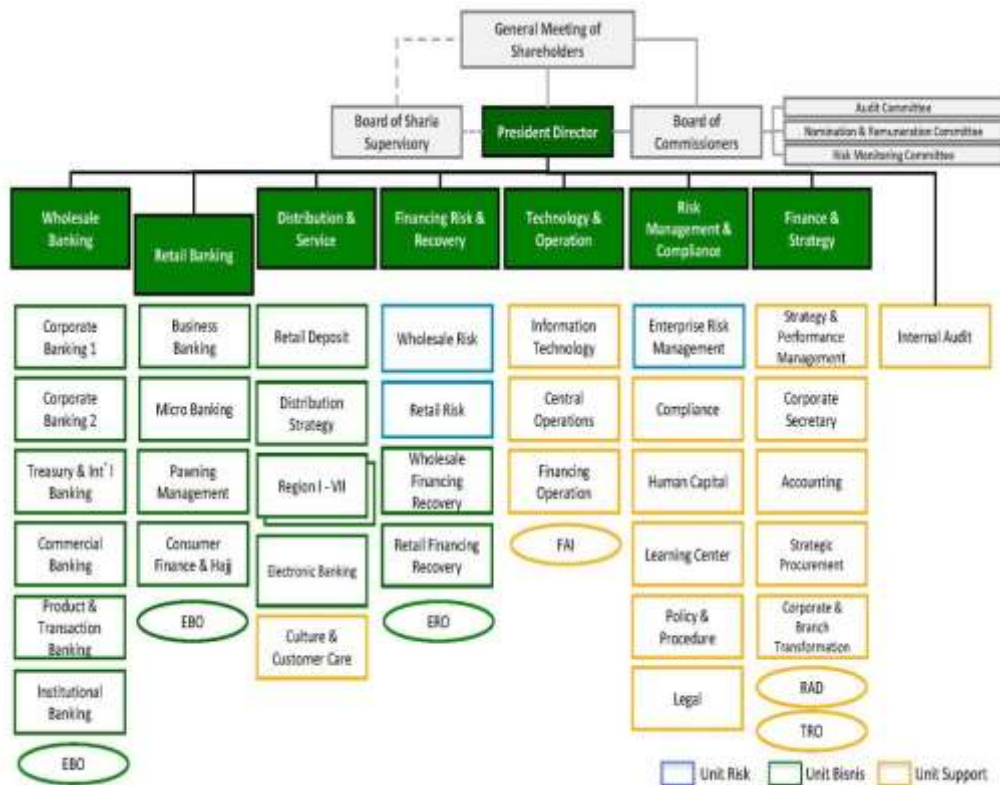 General Meeting of
Shareholders
Board of Sharia
Supervisory
President Director
Board of
Commissioners
Audit Committee
Nomination & Remuneration Committee
Risk Monitoring Committee
Wholesale
Banking
Retail Banking
Distribution &
Service
Financing Risk &
Recovery
Technology &
Operation
Risk
Management &
Compliance
Finance &
Strategy
Corporate
Banking 1
Business
Banking
Retail Deposit
Wholesale Risk
Information
Technology
Enterprise Risk
Management
Strategy &
Performance
Management
Internal Audit
Corporate
Banking 2
Micro Banking
Distribution
Strategy
Retail Risk
Central
Operations
Compliance
Corporate
Secretary
Treasury & Int' l
Banking
Pawning
Management
Region I - VII
Wholesale
Financing
Recovery
Financing
Operation
Human Capital
Accounting
Commercial
Banking
Consumer
Finance & Hajj
Electronic Banking
Retail Financing
Recovery
FAI
Learning Center
Strategic
Procurement
Product &
Transaction
Banking
EBO
Culture &
Customer Care
ERO
Policy &
Procedure
Corporate &
Branch
Transformation
Institutional
Banking
Legal
RAD
TRO
EBO
Unit Risk
Unit Bisnis
Unit Support